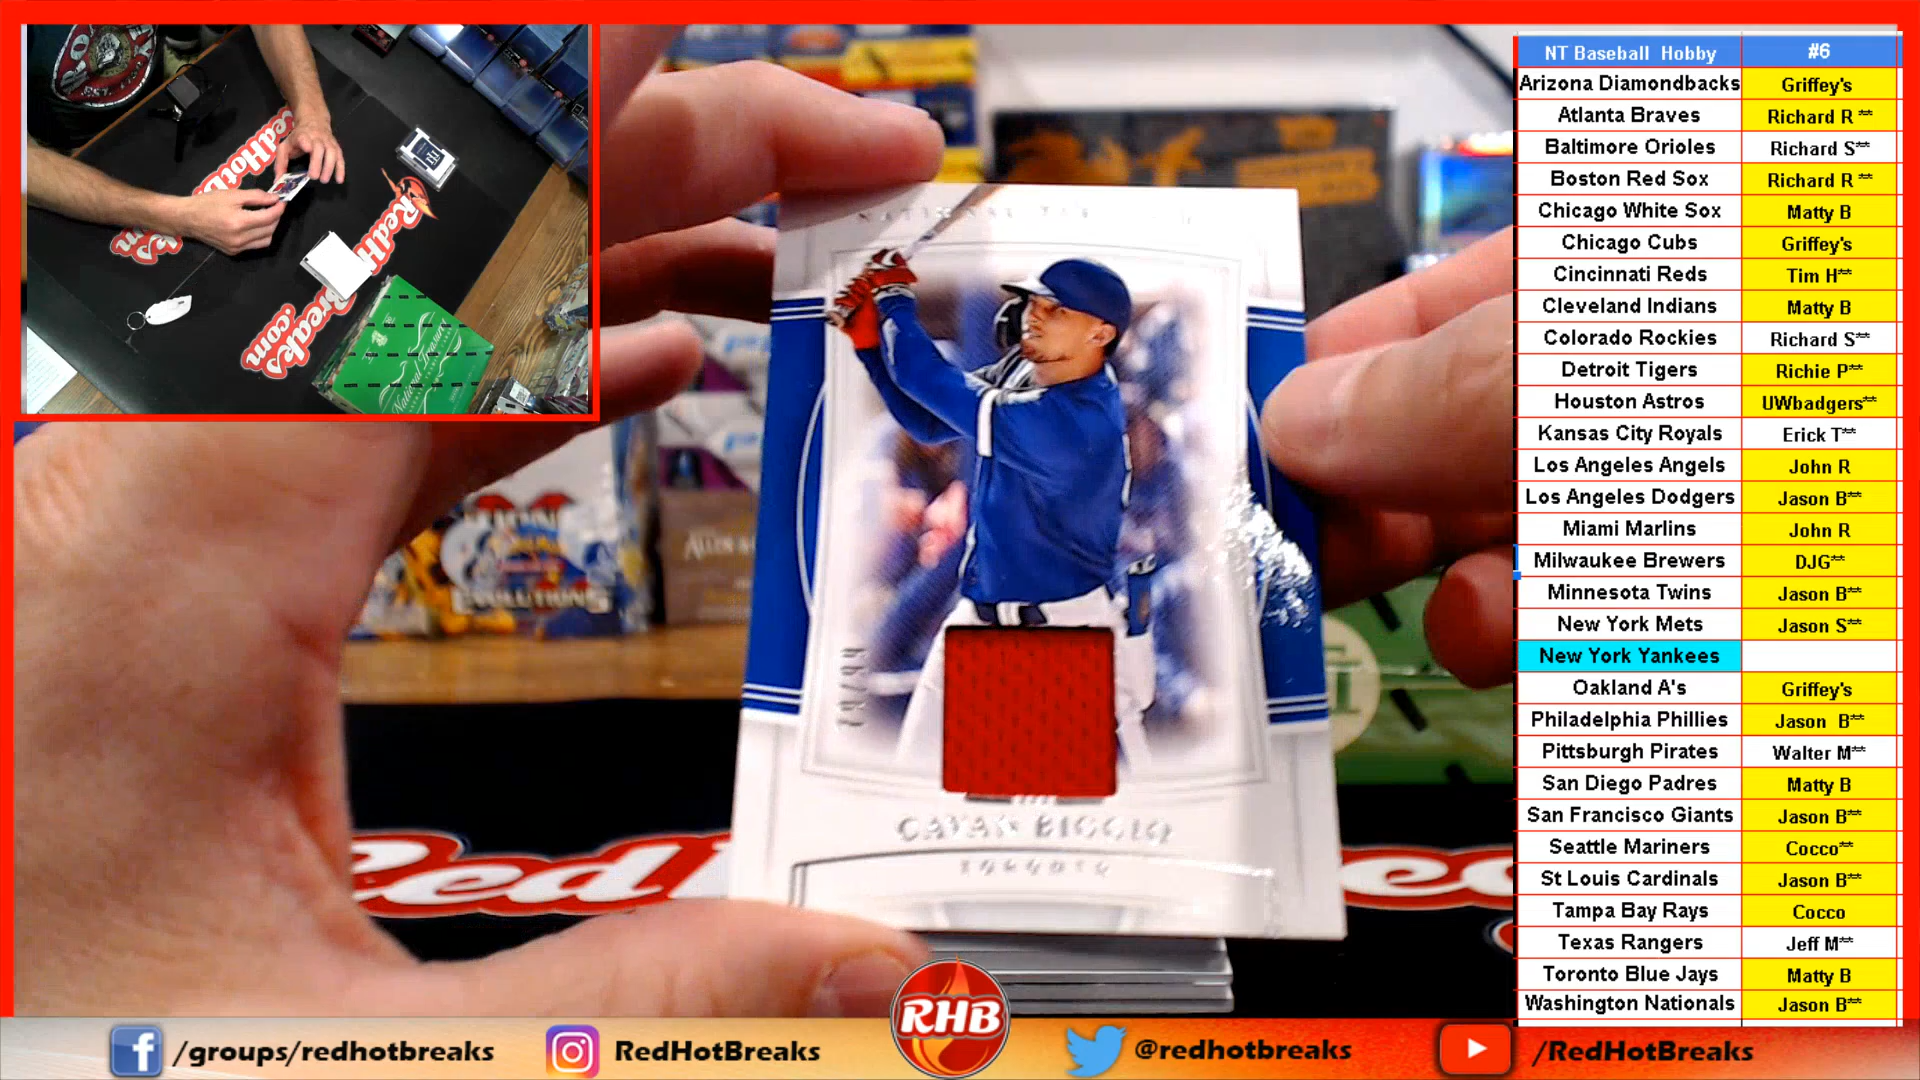 NT Baseball Hobby #6
Arizona Diamondbacks Griffey's
Atlanta Braves Richard R **
Baltimore Orioles Richard S**
Boston Red Sox Richard R **
Chicago White Sox Matty B
Chicago Cubs Griffey's
Cincinnati Reds Tim H**
Cleveland Indians Matty B
Colorado Rockies Richard S**
Detroit Tigers Richie P**
Houston Astros UWbadgers**
Kansas City Royals Erick T**
Los Angeles Angels John R
Los Angeles Dodgers Jason B**
Miami Marlins John R
Milwaukee Brewers DJG**
Minnesota Twins Jason B**
New York Mets Jason S**
New York Yankees
Oakland A's Griffey's
Philadelphia Phillies Jason B**
Pittsburgh Pirates Walter M**
San Diego Padres Matty B
San Francisco Giants Jason B**
Seattle Mariners Cocco**
St Louis Cardinals Jason B**
Tampa Bay Rays Cocco
Texas Rangers Jeff M**
Toronto Blue Jays Matty B
Washington Nationals Jason B**
CAVAN BIGGIO
TORONTO
EVOLUTIONS
Red
RHB
/groups/redhotbreaks
RedHotBreaks
@redhotbreaks
/RedHotBreaks